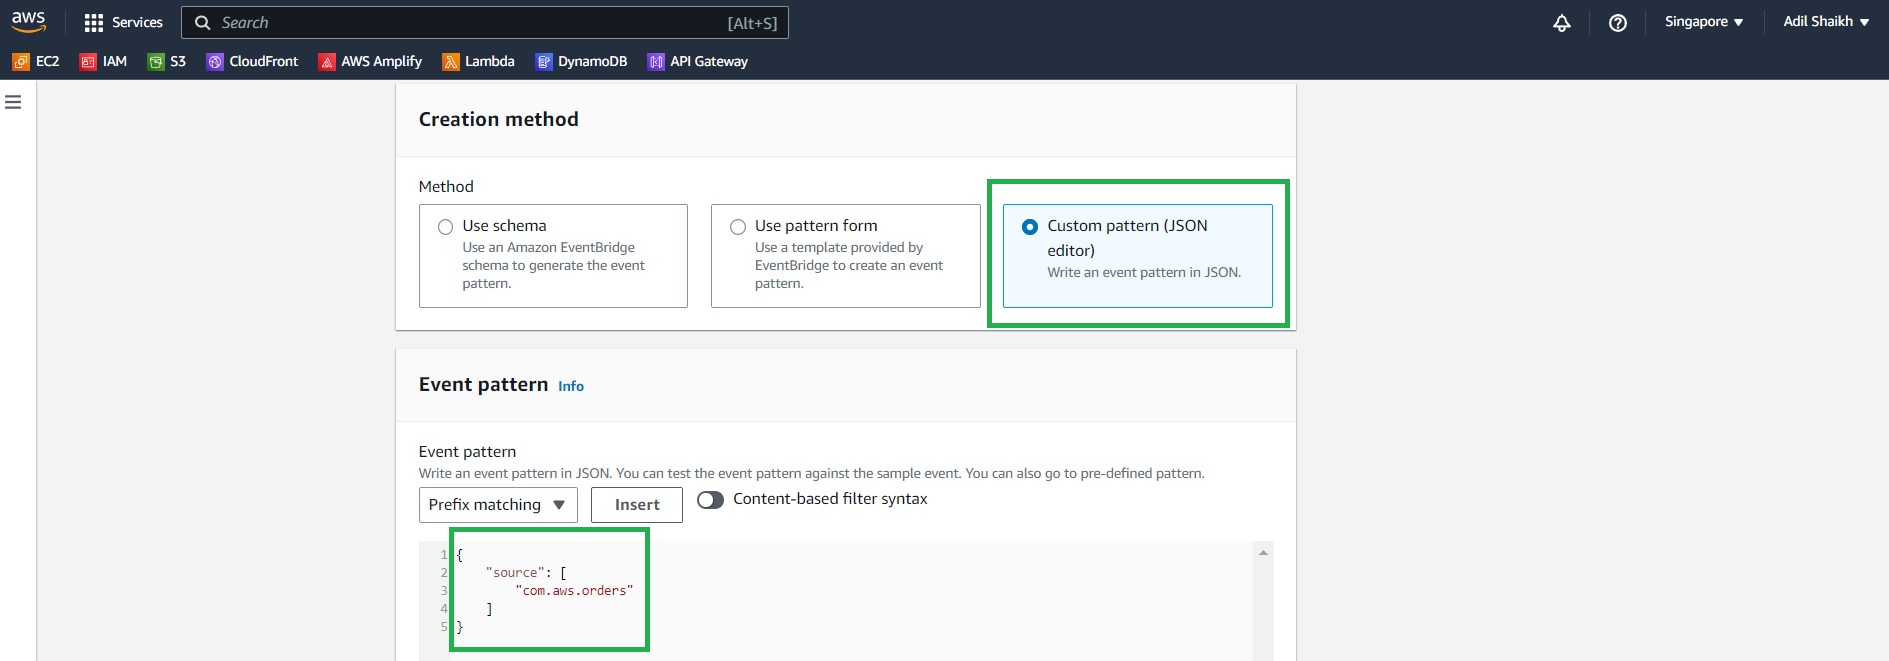 aws
Services
Search
[Alt+S]
Singapore
Adil Shaikh
EC2
IAM
S3
CloudFront
AWS Amplify
Lambda
DynamoDB
API Gateway
Creation method
Method
Use schema
Use an Amazon EventBridge
schema to generate the event
pattern.
Use pattern form
Use a template provided by
EventBridge to create an event
pattern.
Custom pattern (JSON
editor)
Write an event pattern in JSON.
Event pattern Info
Event pattern
Write an event pattern in JSON. You can test the event pattern against the sample event. You can also go to pre-defined pattern.
Prefix matching
Insert
Content-based filter syntax
1 {
2 "source": [
3 "com.aws.orders"
4 ]
5 }